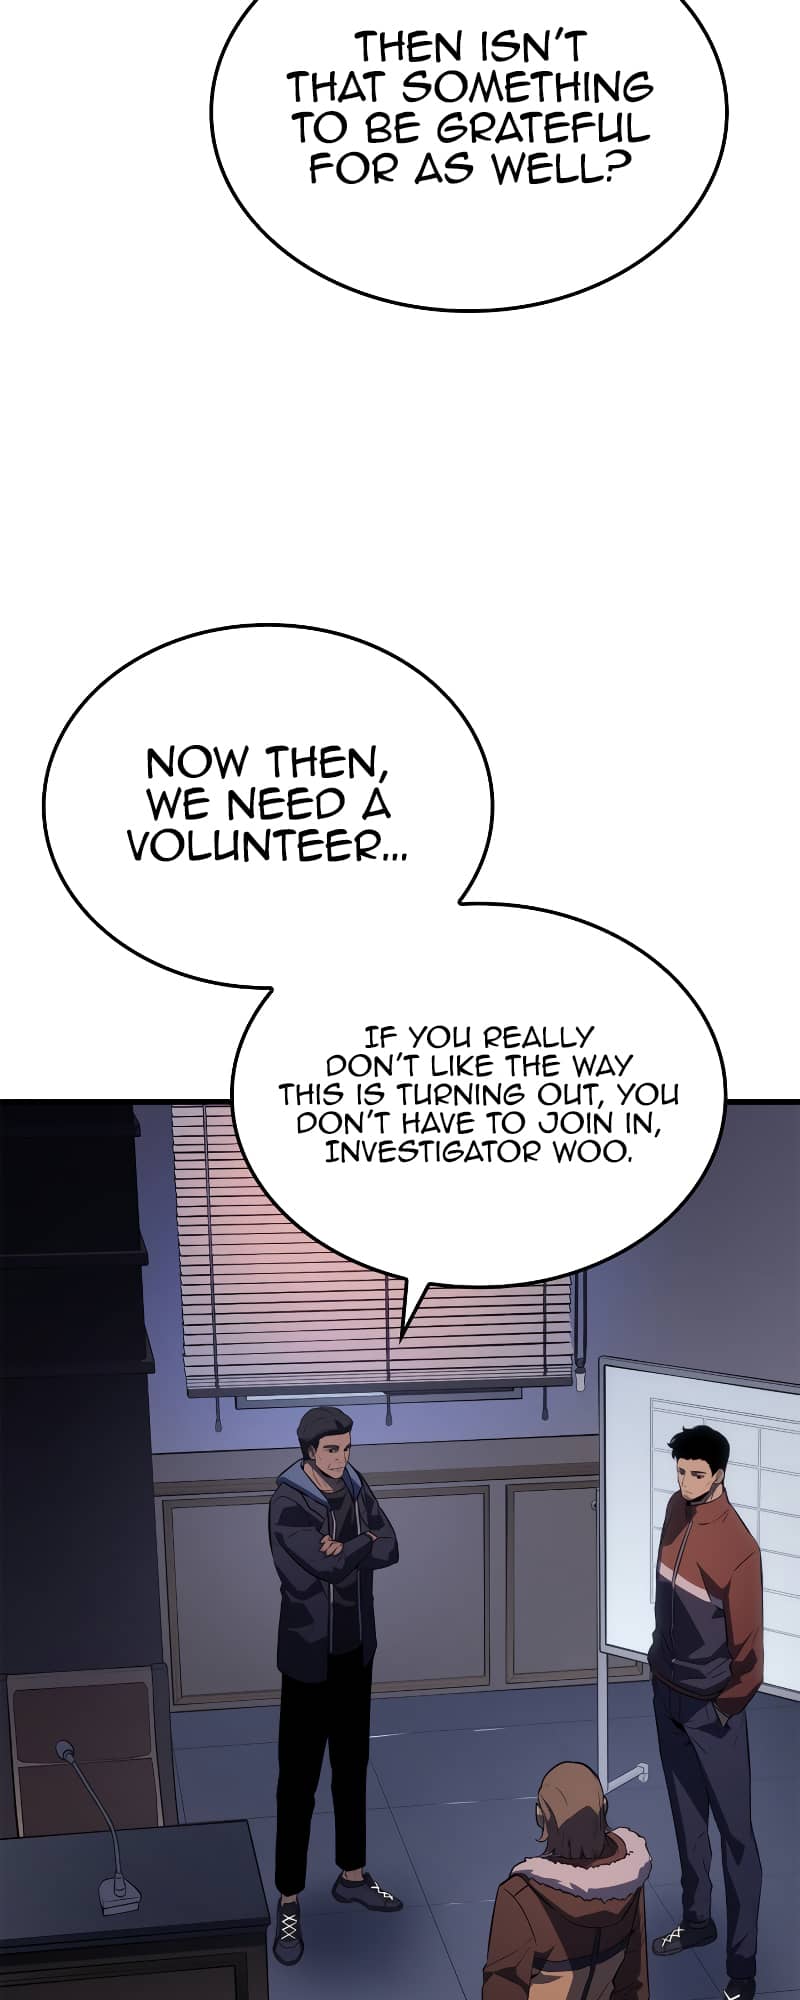 THEN ISN'T
THAT SOMETHING
TO BE GRATEFUL
FOR AS WELL?
NOW THEN,
WE NEED A
VOLUNTEER...
IF YOU REALLY
DON'T LIKE THE WAY
THIS IS TURNING OUT, YOU
DON'T HAVE TO JOIN IN,
INVESTIGATOR WOO.